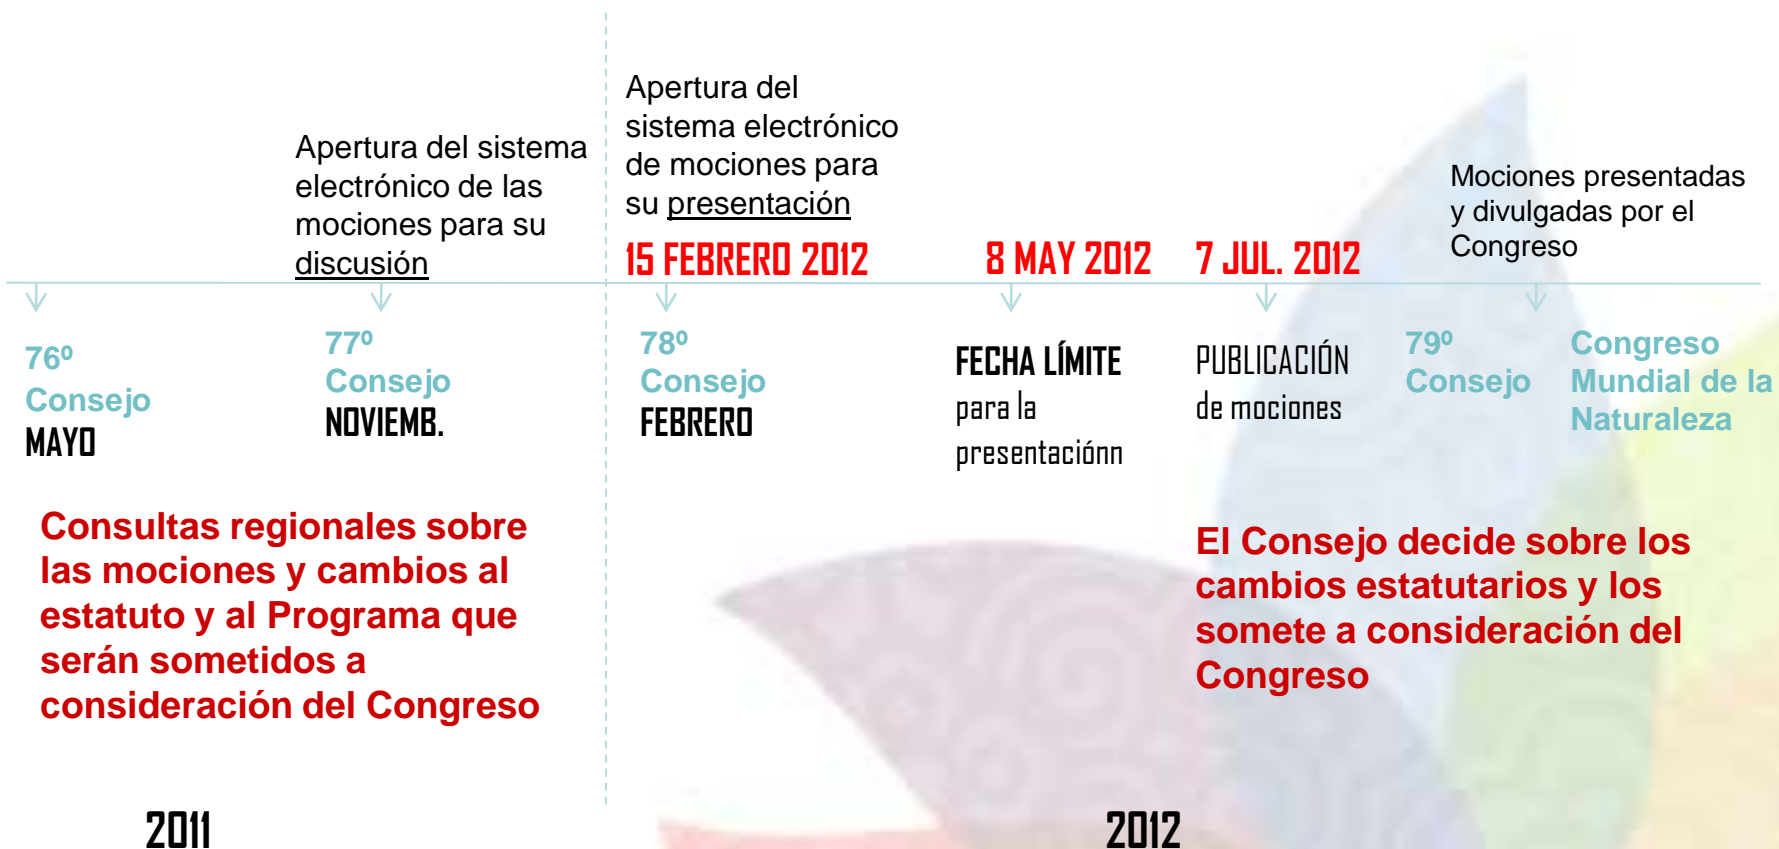 Apertura del sistema
electrónico de las
mociones para su
discusión
Apertura del
sistema electrónico
de mociones para
su presentación
15 FEBRERO 2012
8 MAY 2012
7 JUL. 2012
Mociones presentadas
y divulgadas por el
Congreso
76º
Consejo
MAYO
77º
Consejo
NOVIEMB.
78º
Consejo
FEBRERO
FECHA LÍMITE
para la
presentaciónn
PUBLICACIÓN
de mociones
79º
Consejo
Congreso
Mundial de la
Naturaleza
Consultas regionales sobre
las mociones y cambios al
estatuto y al Programa que
serán sometidos a
consideración del Congreso
El Consejo decide sobre los
cambios estatutarios y los
somete a consideración del
Congreso
2011
2012